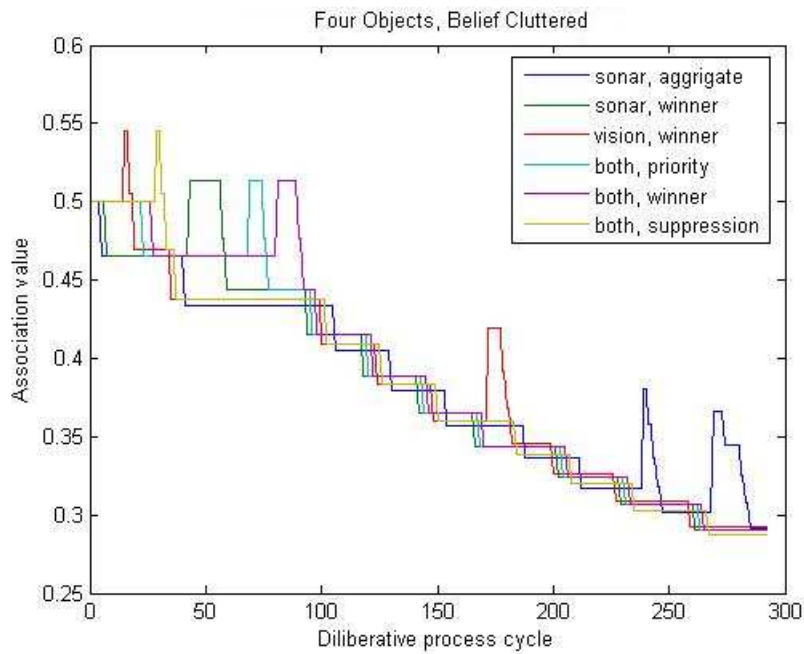 Four Objects, Belief Cluttered
0.6
0.55
0.5
0.45
0.4
0.35
0.3
0.25
Association value
sonar, aggrigate
sonar, winner
vision, winner
both, priority
both, winner
both, suppression
0
50
100
150
200
250
300
Diliberative process cycle